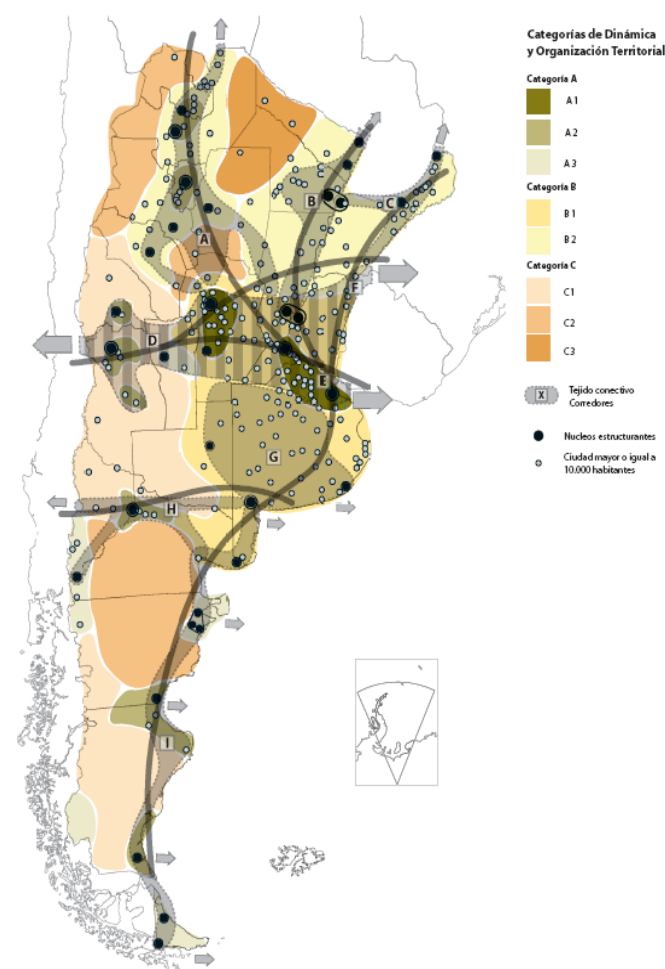 Categorías de Dinámica
y Organización Territorial
Categoría A
A 1
A 2
A 3
Categoría B
B 1
B 2
Categoría C
C1
C2
C3
X
Tejido conectivo
Corredores
Nucleos estructurantes
Ciudad mayor o igual a
10.000 habitantes
B
C
A
F
D
E
G
H
I